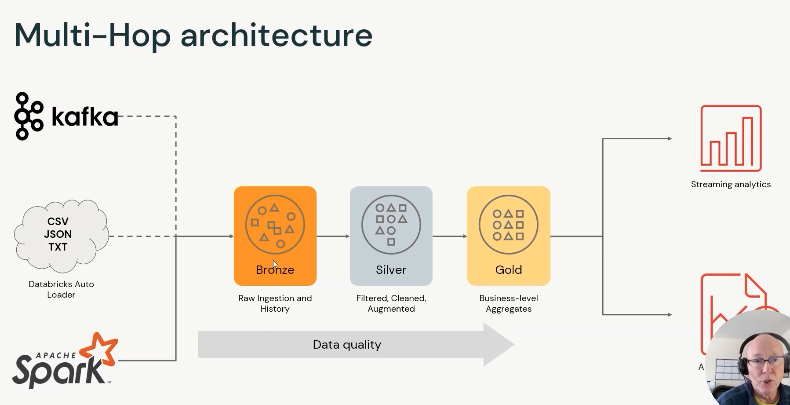 Multi-Hop architecture
kafka
CSV
JSON
TXT
Databricks Auto
Loader
APACHE
Spark
Bronze
Raw Ingestion and
History
Silver
Filtered, Cleaned,
Augmented
Gold
Business-level
Aggregates
Data quality
Streaming analytics